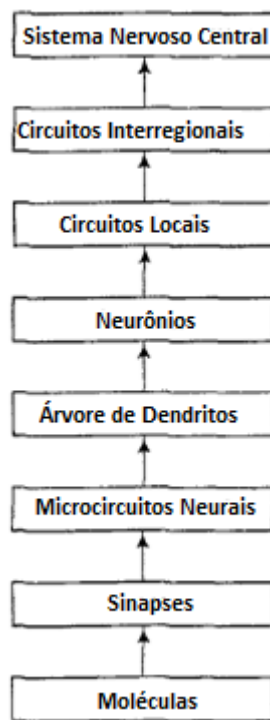 Sistema Nervoso Central
Circuitos Interregionais
Circuitos Locais
Neurônios
Árvore de Dendritos
Microcircuitos Neurais
Sinapses
Moléculas